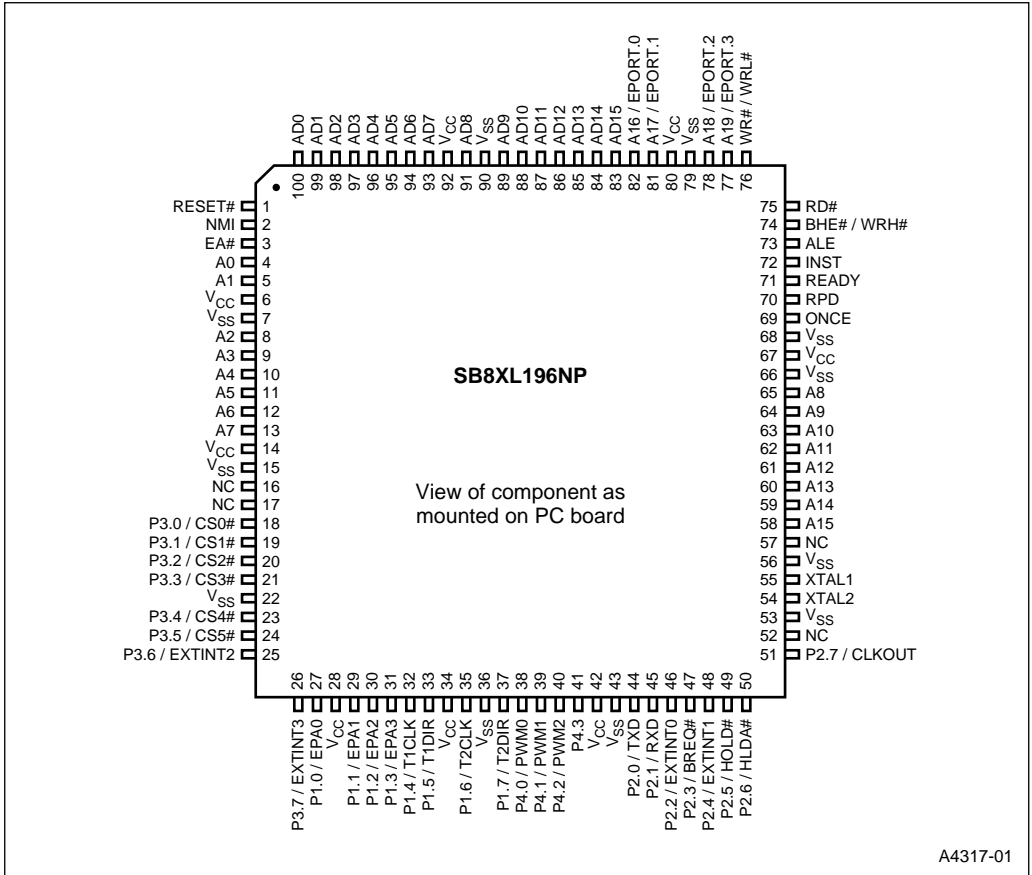 100 AD0
99 AD1
98 AD2
97 AD3
96 AD4
95 AD5
94 AD6
93 AD7
92 VCC
91 AD8
90 VSS
89 AD9
88 AD10
87 AD11
86 AD12
85 AD13
84 AD14
83 AD15
82 A16 / EPORT.0
81 A17 / EPORT.1
80 VCC
79 VSS
78 A18 / EPORT.2
77 A19 / EPORT.3
76 WR# / WRL#
RESET# 1
NMI 2
EA# 3
A0 4
A1 5
VCC 6
VSS 7
A2 8
A3 9
A4 10
A5 11
A6 12
A7 13
VCC 14
VSS 15
NC 16
NC 17
P3.0 / CS0# 18
P3.1 / CS1# 19
P3.2 / CS2# 20
P3.3 / CS3# 21
VSS 22
P3.4 / CS4# 23
P3.5 / CS5# 24
P3.6 / EXTINT2 25
SB8XL196NP
View of component as
mounted on PC board
75 RD#
74 BHE# / WRH#
73 ALE
72 INST
71 READY
70 RPD
69 ONCE
68 VSS
67 VCC
66 VSS
65 A8
64 A9
63 A10
62 A11
61 A12
60 A13
59 A14
58 A15
57 NC
56 VSS
55 XTAL1
54 XTAL2
53 VSS
52 NC
51 P2.7 / CLKOUT
P3.7 / EXTINT3 26
P1.0 / EPA0 27
VCC 28
P1.1 / EPA1 29
P1.2 / EPA2 30
P1.3 / EPA3 31
P1.4 / T1CLK 32
P1.5 / T1DIR 33
VCC 34
P1.6 / T2CLK 35
VSS 36
P1.7 / T2DIR 37
P4.0 / PWM0 38
P4.1 / PWM1 39
P4.2 / PWM2 40
P4.3 41
VCC 42
VSS 43
P2.0 / TXD 44
P2.1 / RXD 45
P2.2 / EXTINT0 46
P2.3 / BREQ# 47
P2.4 / EXTINT1 48
P2.5 / HOLD# 49
P2.6 / HLDA# 50
A4317-01